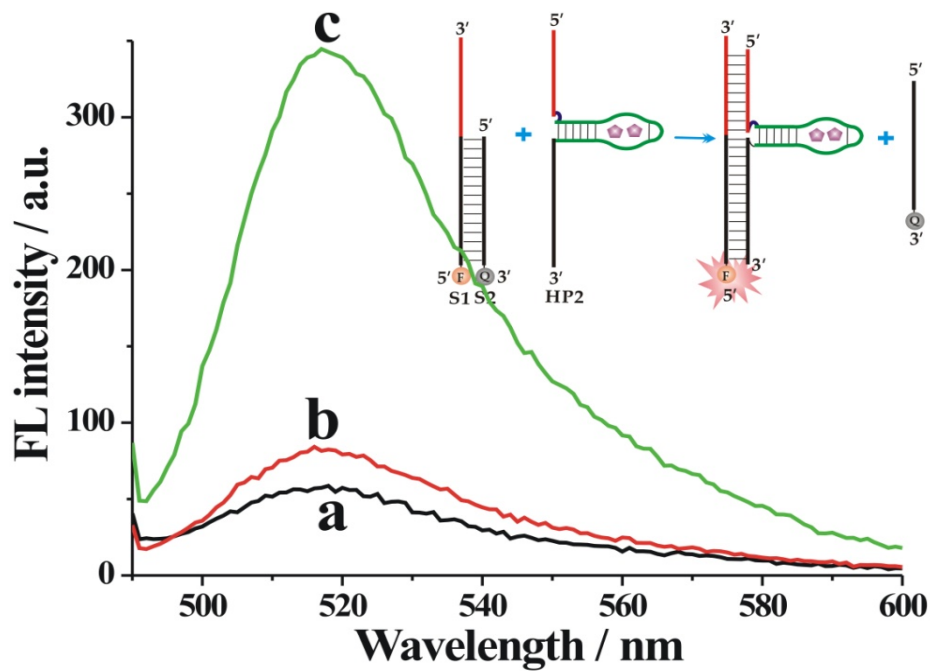 c
b
a
FL intensity / a.u.
300
200
100
0
500
520
540
560
580
600
Wavelength / nm
3′
5′
5′ F Q 3′
S1 S2
+
5′
3′
HP2
3′
5′
F
5′
3′
+
5′
Q
3′